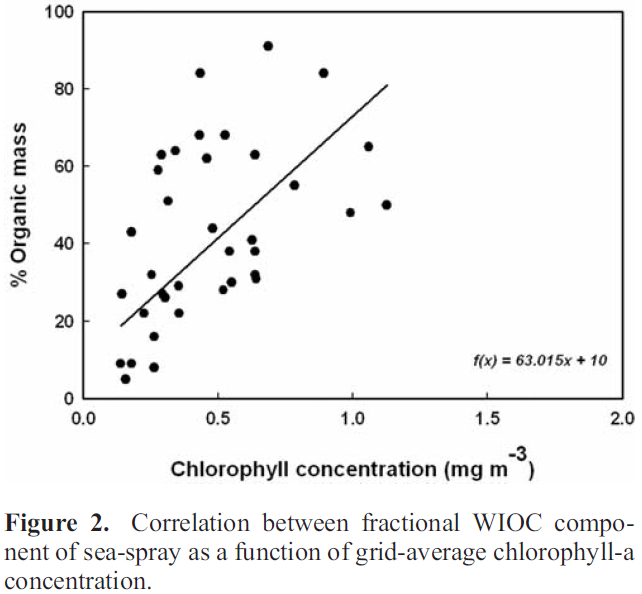 100
80
60
40
20
0
% Organic mass
f(x) = 63.015x + 10
0.0 0.5 1.0 1.5 2.0
Chlorophyll concentration (mg m-3)
Figure 2. Correlation between fractional WIOC compo-
nent of sea-spray as a function of grid-average chlorophyll-a
concentration.